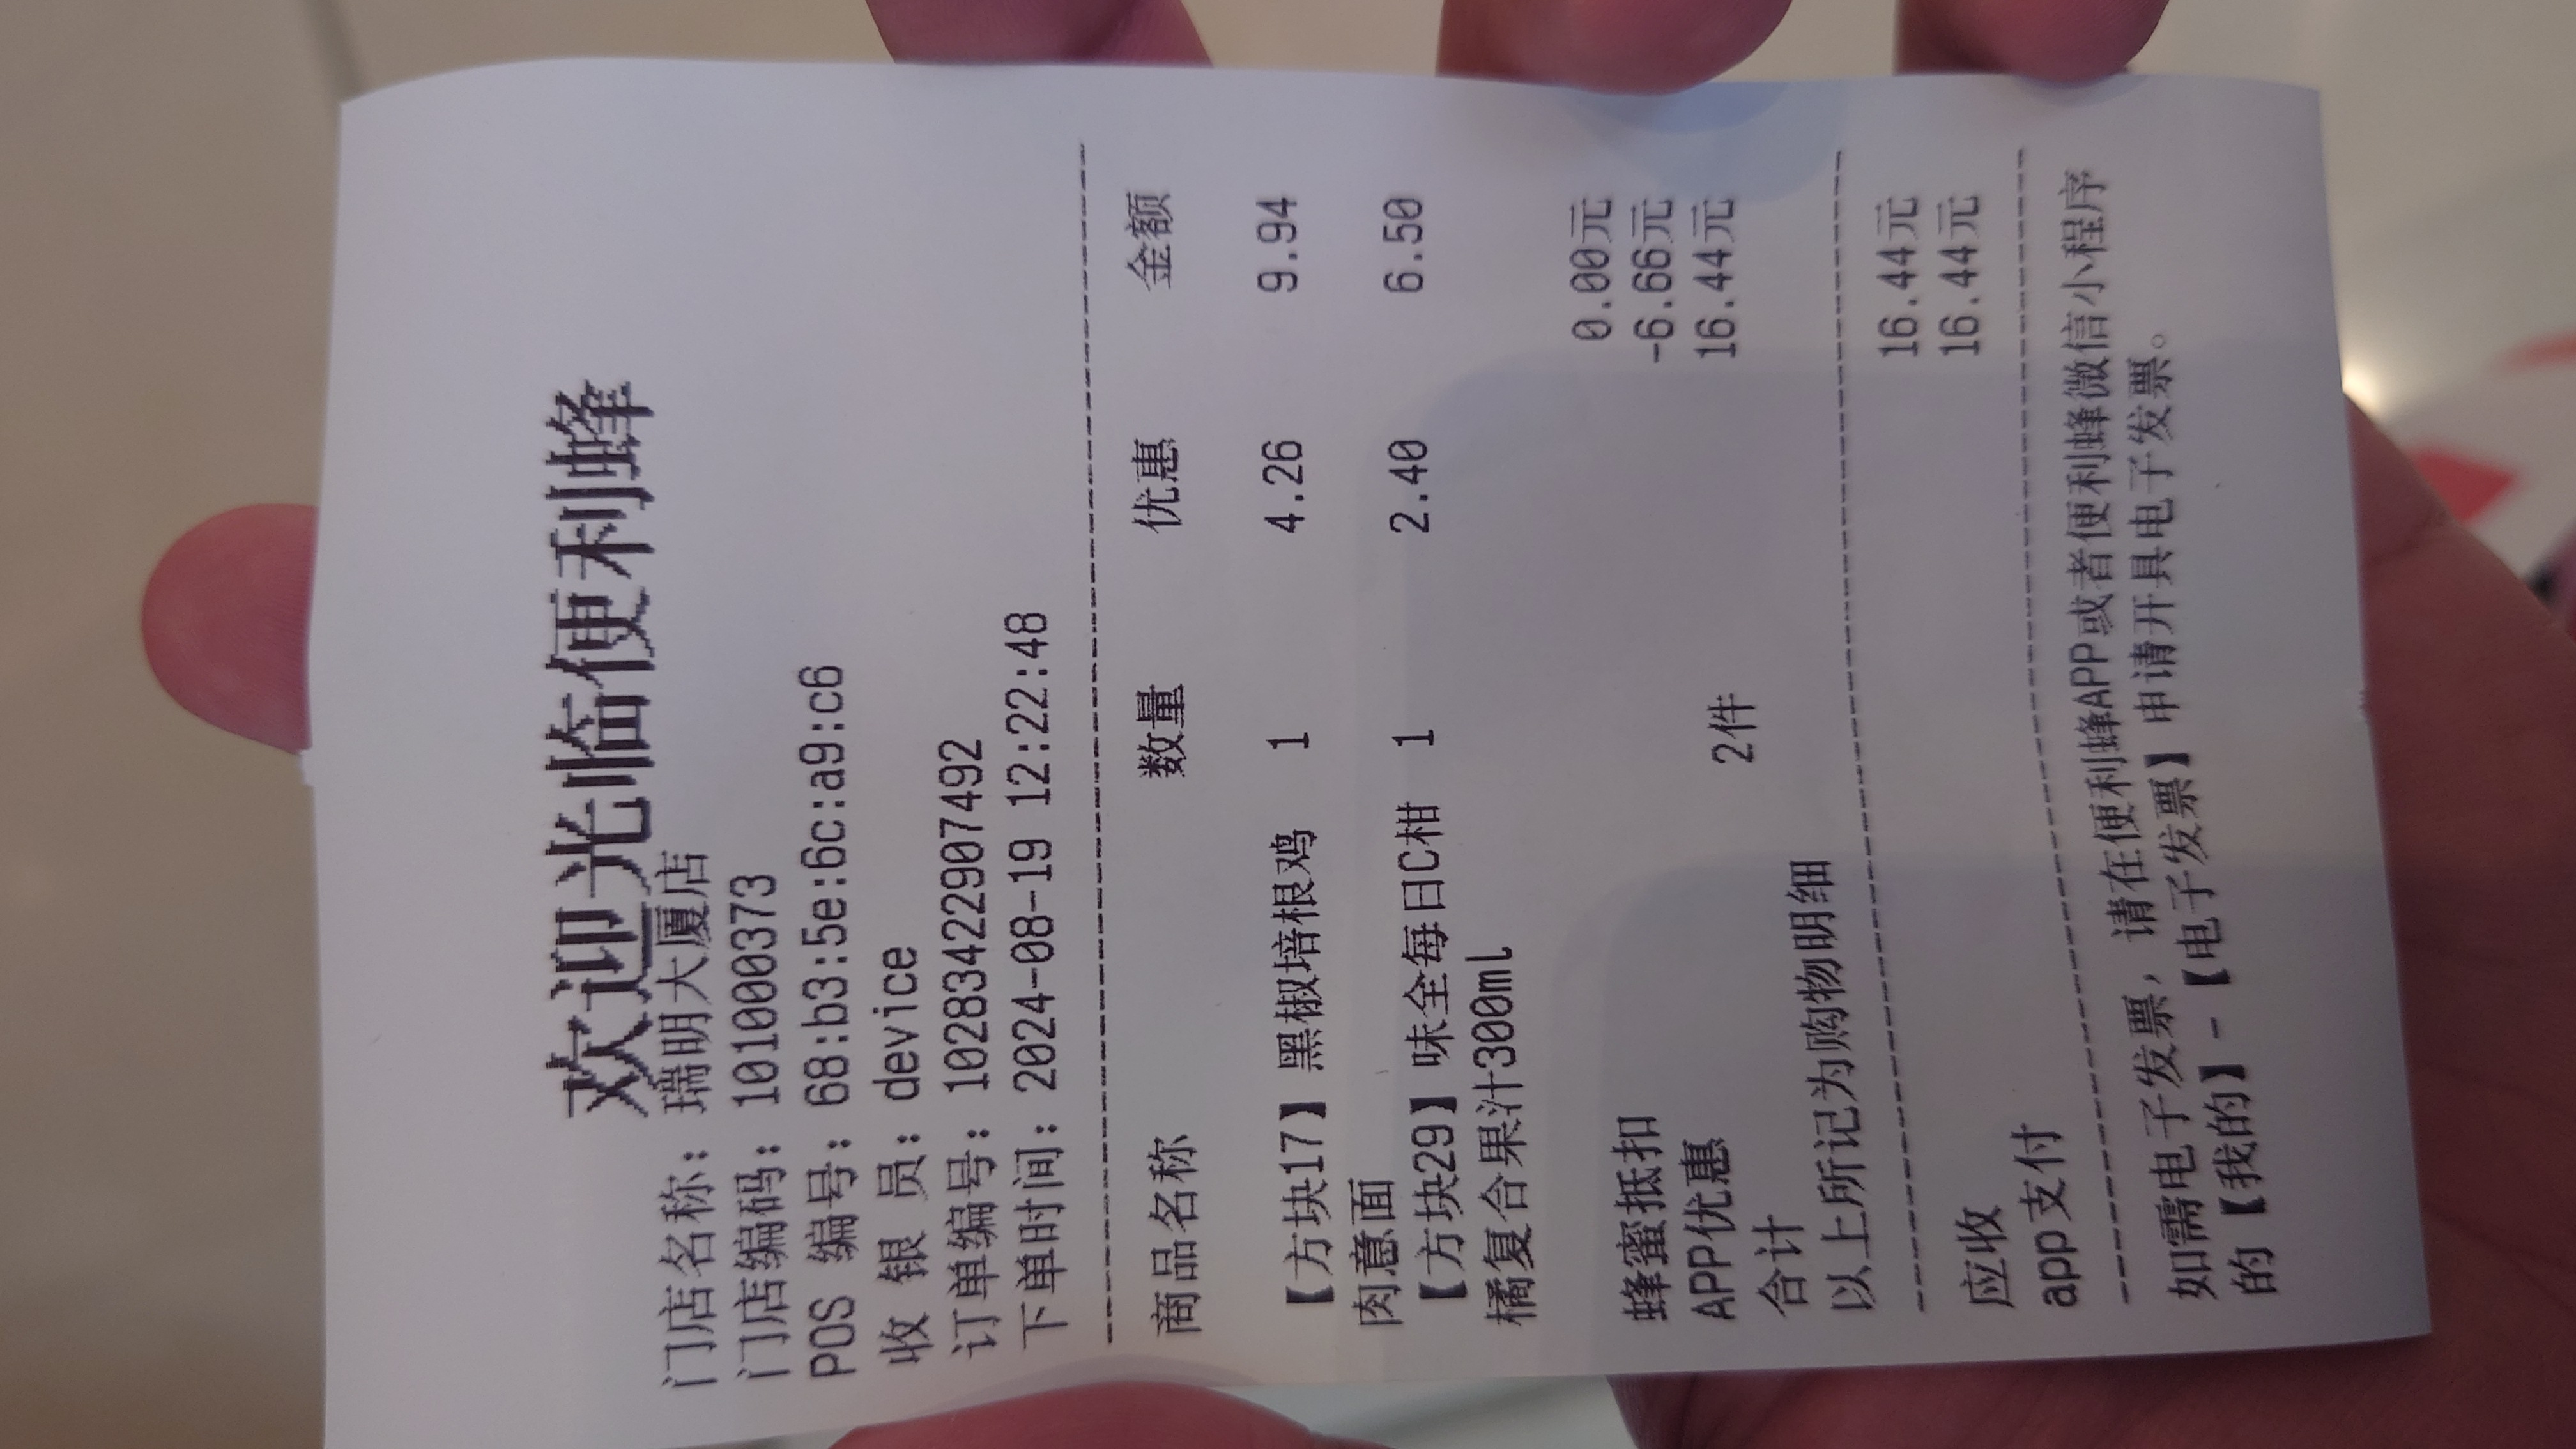 欢迎光临便利蜂
门店名称: 瑞明大厦店
门店编码: 101000373
POS 编号: 68:b3:5e:6c:a9:c6
收 银 员: device
订单编号: 10283422907492
下单时间: 2024-08-19 12:22:48
商品名称 数量 优惠 金额
【方块17】黑椒培根鸡 1 4.26 9.94
肉意面
【方块29】味全每日C柑 1 2.40 6.50
橘复合果汁300ml
蜂蜜抵扣 0.00元
APP优惠 -6.66元
合计 2件 16.44元
以上所记为购物明细
应收 16.44元
app支付 16.44元
如需电子发票，请在便利蜂APP或者便利蜂微信小程序
的【我的】-【电子发票】申请开具电子发票。